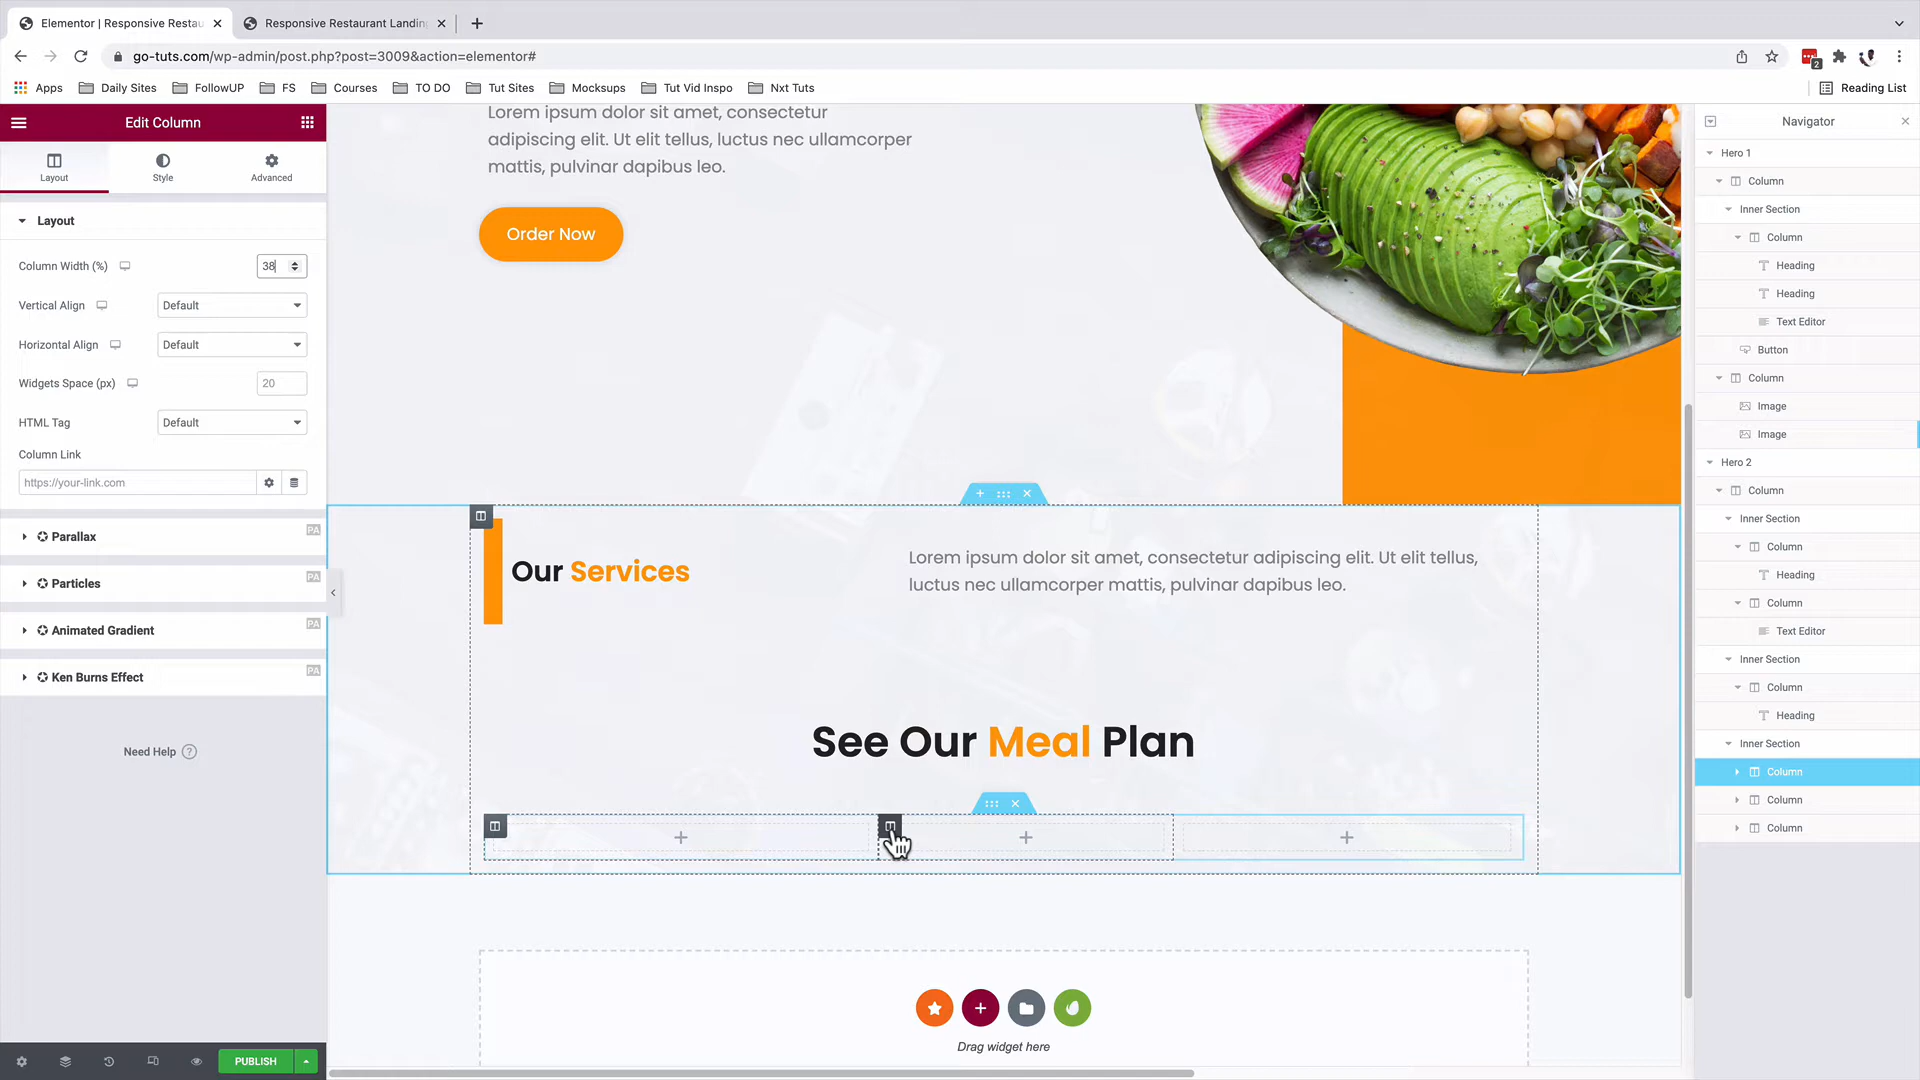 Elementor | Responsive Restau
Responsive Restaurant Landing
go-tuts.com/wp-admin/post.php?post=3009&action=elementor#
2
Apps
Daily Sites
FollowUP
FS
Courses
TO DO
Tut Sites
Mocksups
Tut Vid Inspo
Nxt Tuts
Reading List
Edit Column
Layout
Style
Advanced
Layout
Column Width (%)
38
Vertical Align
Default
Horizontal Align
Default
Widgets Space (px)
20
HTML Tag
Default
Column Link
https://your-link.com
Parallax
PA
Particles
PA
Animated Gradient
PA
Ken Burns Effect
PA
Need Help
?
PUBLISH
Lorem ipsum dolor sit amet, consectetur
adipiscing elit. Ut elit tellus, luctus nec ullamcorper
mattis, pulvinar dapibus leo.
Order Now
Our Services
Lorem ipsum dolor sit amet, consectetur adipiscing elit. Ut elit tellus,
luctus nec ullamcorper mattis, pulvinar dapibus leo.
See Our Meal Plan
Drag widget here
Navigator
Hero 1
Column
Inner Section
Column
Heading
Heading
Text Editor
Button
Column
Image
Image
Hero 2
Column
Inner Section
Column
Heading
Column
Text Editor
Inner Section
Column
Heading
Inner Section
Column
Column
Column